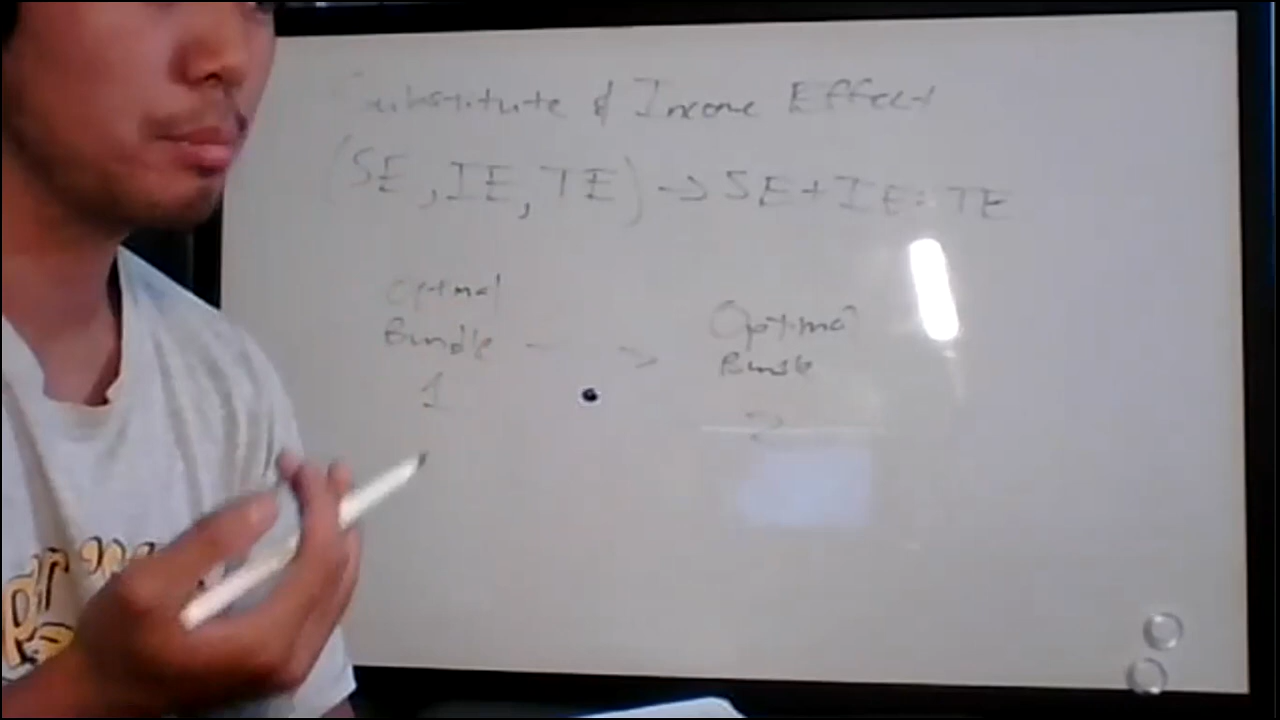 Substitute & Income Effect
(SE, IE, TE) → SE + IE = TE
Optimal
Bundle — >
1
Optimal
Bundle
2